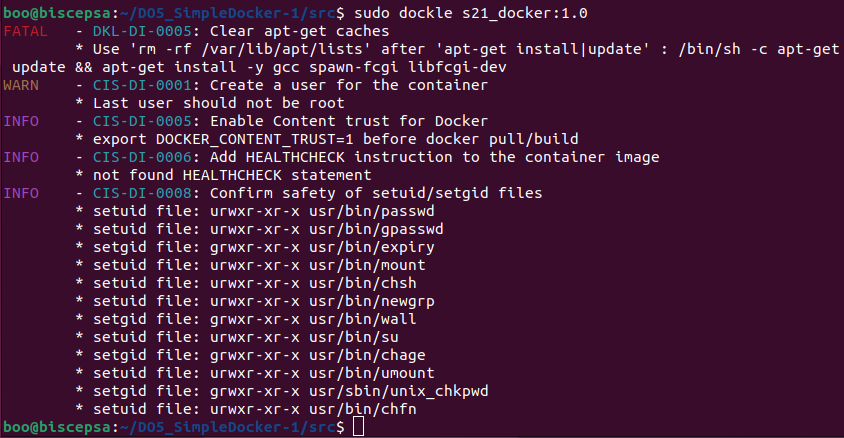 boo@biscepsa:~/DO5_SimpleDocker-1/src$ sudo dockle s21_docker:1.0
FATAL - DKL-DI-0005: Clear apt-get caches
* Use 'rm -rf /var/lib/apt/lists' after 'apt-get install|update' : /bin/sh -c apt-get
update && apt-get install -y gcc spawn-fcgi libfcgi-dev
WARN - CIS-DI-0001: Create a user for the container
* Last user should not be root
INFO - CIS-DI-0005: Enable Content trust for Docker
* export DOCKER_CONTENT_TRUST=1 before docker pull/build
INFO - CIS-DI-0006: Add HEALTHCHECK instruction to the container image
* not found HEALTHCHECK statement
INFO - CIS-DI-0008: Confirm safety of setuid/setgid files
* setuid file: urwxr-xr-x usr/bin/passwd
* setuid file: urwxr-xr-x usr/bin/gpasswd
* setgid file: grwxr-xr-x usr/bin/expiry
* setuid file: urwxr-xr-x usr/bin/mount
* setuid file: urwxr-xr-x usr/bin/chsh
* setuid file: urwxr-xr-x usr/bin/newgrp
* setgid file: grwxr-xr-x usr/bin/wall
* setuid file: urwxr-xr-x usr/bin/su
* setgid file: grwxr-xr-x usr/bin/chage
* setuid file: urwxr-xr-x usr/bin/umount
* setgid file: grwxr-xr-x usr/sbin/unix_chkpwd
* setuid file: urwxr-xr-x usr/bin/chfn
boo@biscepsa:~/DO5_SimpleDocker-1/src$